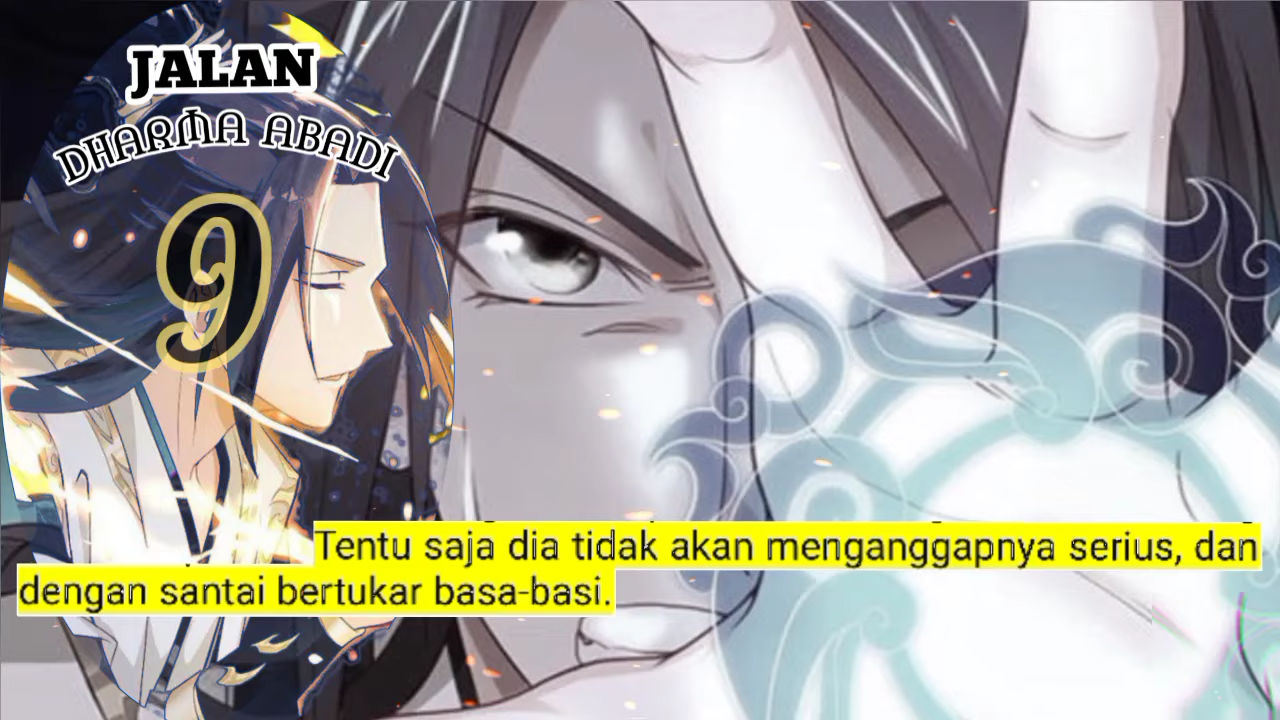 JALAN
DHARMA ABADI
9
Tentu saja dia tidak akan menganggapnya serius, dan
dengan santai bertukar basa-basi.